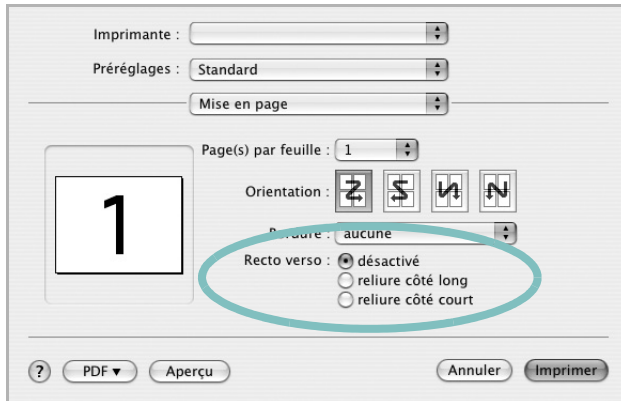 Imprimante :
Préréglages : Standard
Mise en page
Page(s) par feuille : 1
Orientation :
1
Bordure : aucune
Recto verso : désactivé
reliure côté long
reliure côté court
? PDF ▼ Aperçu Annuler Imprimer